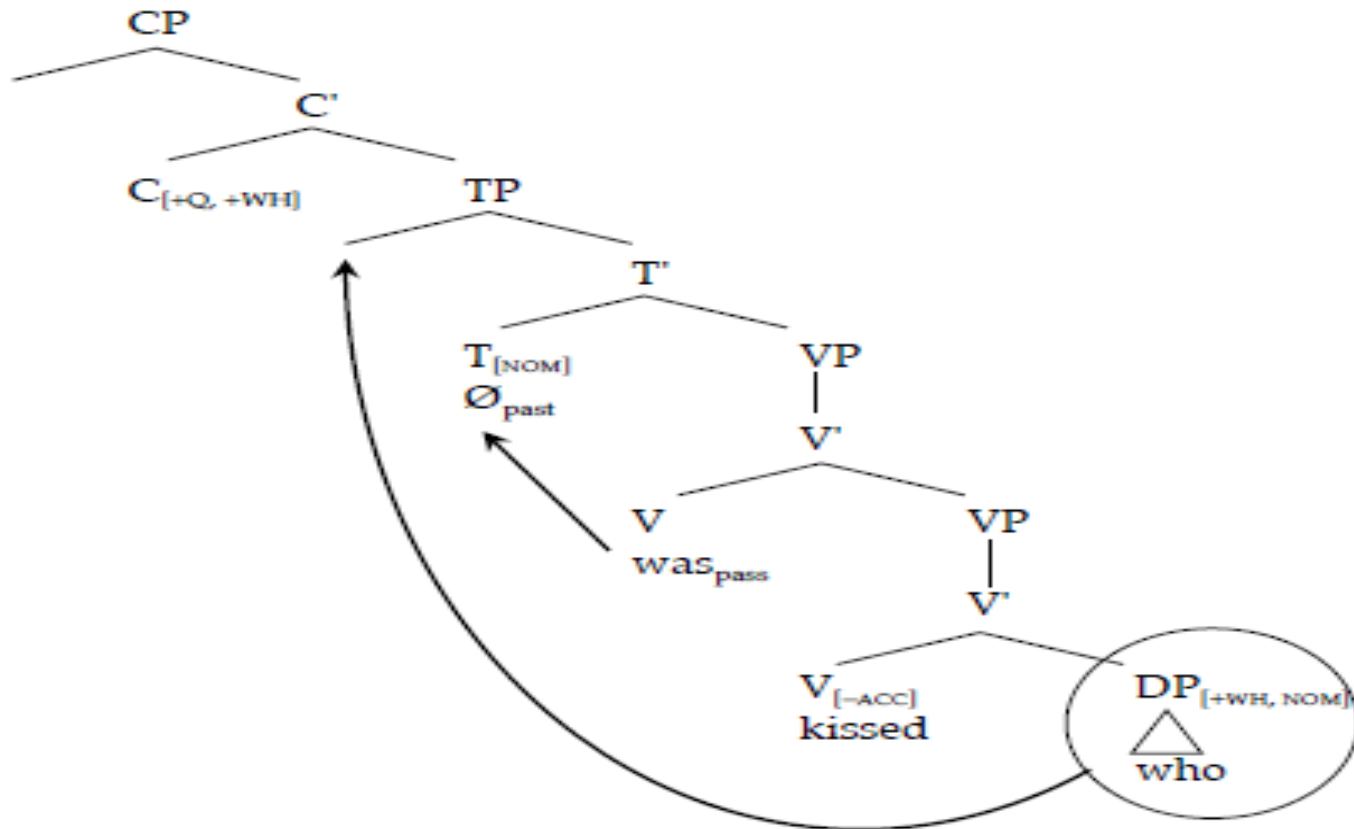 CP
C'
C[+Q, +WH] TP
T'
T[NOM] VP
Øpast
V'
V VP
waspass
V'
V[-ACC] DP[+WH, NOM]
kissed
who